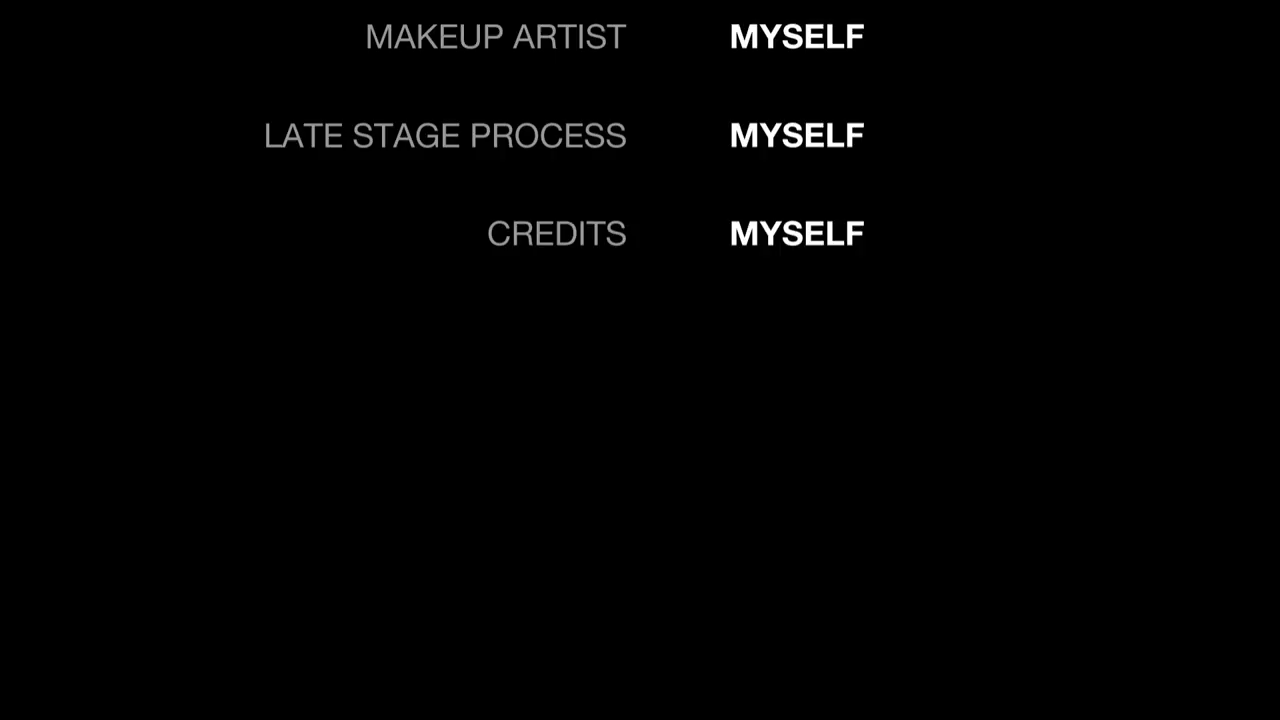 MAKEUP ARTIST MYSELF
LATE STAGE PROCESS MYSELF
CREDITS MYSELF